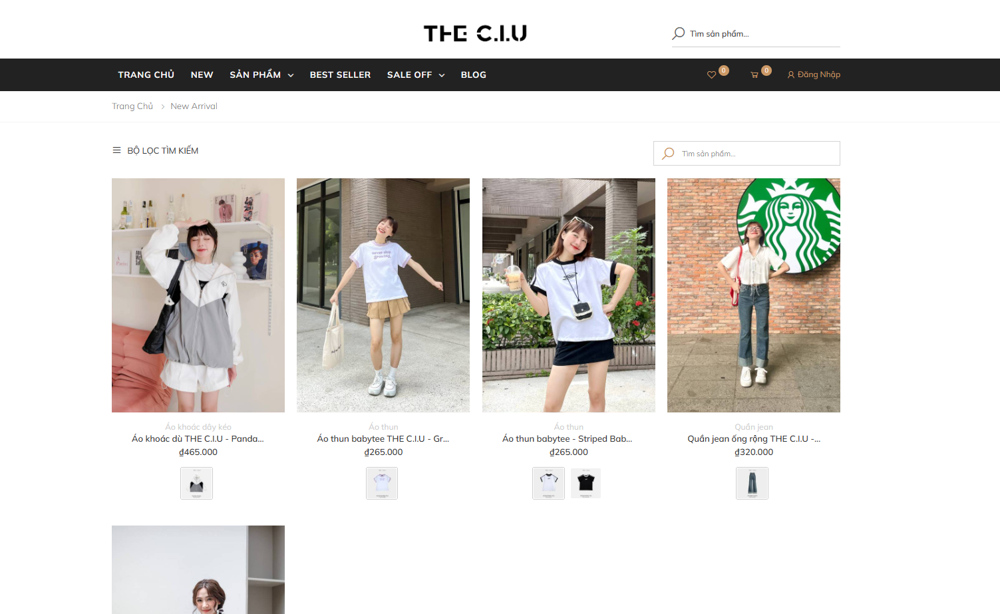 THE C.I.U
Tìm sản phẩm...
TRANG CHỦ NEW SẢN PHẨM BEST SELLER SALE OFF BLOG
0 0 Đăng Nhập
Trang Chủ New Arrival
BỘ LỌC TÌM KIẾM
Tìm sản phẩm...
never stop
growing
Áo khoác dây kéo
Áo khoác dù THE C.I.U - Panda...
₫465.000
Áo thun
Áo thun babytee THE C.I.U - Gr...
₫265.000
Áo thun
Áo thun babytee - Striped Bab...
₫265.000
Quần jean
Quần jean ống rộng THE C.I.U -...
₫320.000